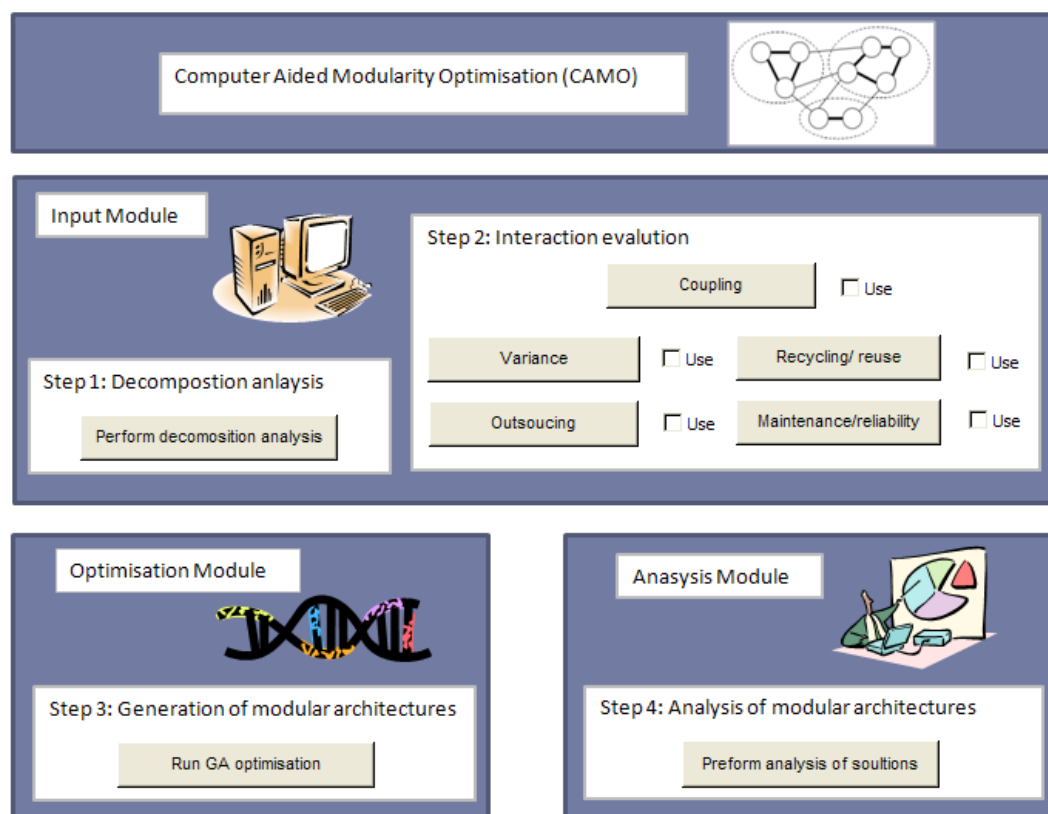 Computer Aided Modularity Optimisation (CAMO)
Input Module
Step 2: Interaction evalution
Coupling
Use
Variance
Use
Recycling/ reuse
Use
Step 1: Decompostion anlaysis
Perform decomosition analysis
Outsoucing
Use
Maintenance/reliability
Use
Optimisation Module
Step 3: Generation of modular architectures
Run GA optimisation
Anasysis Module
Step 4: Analysis of modular architectures
Preform analysis of soultions